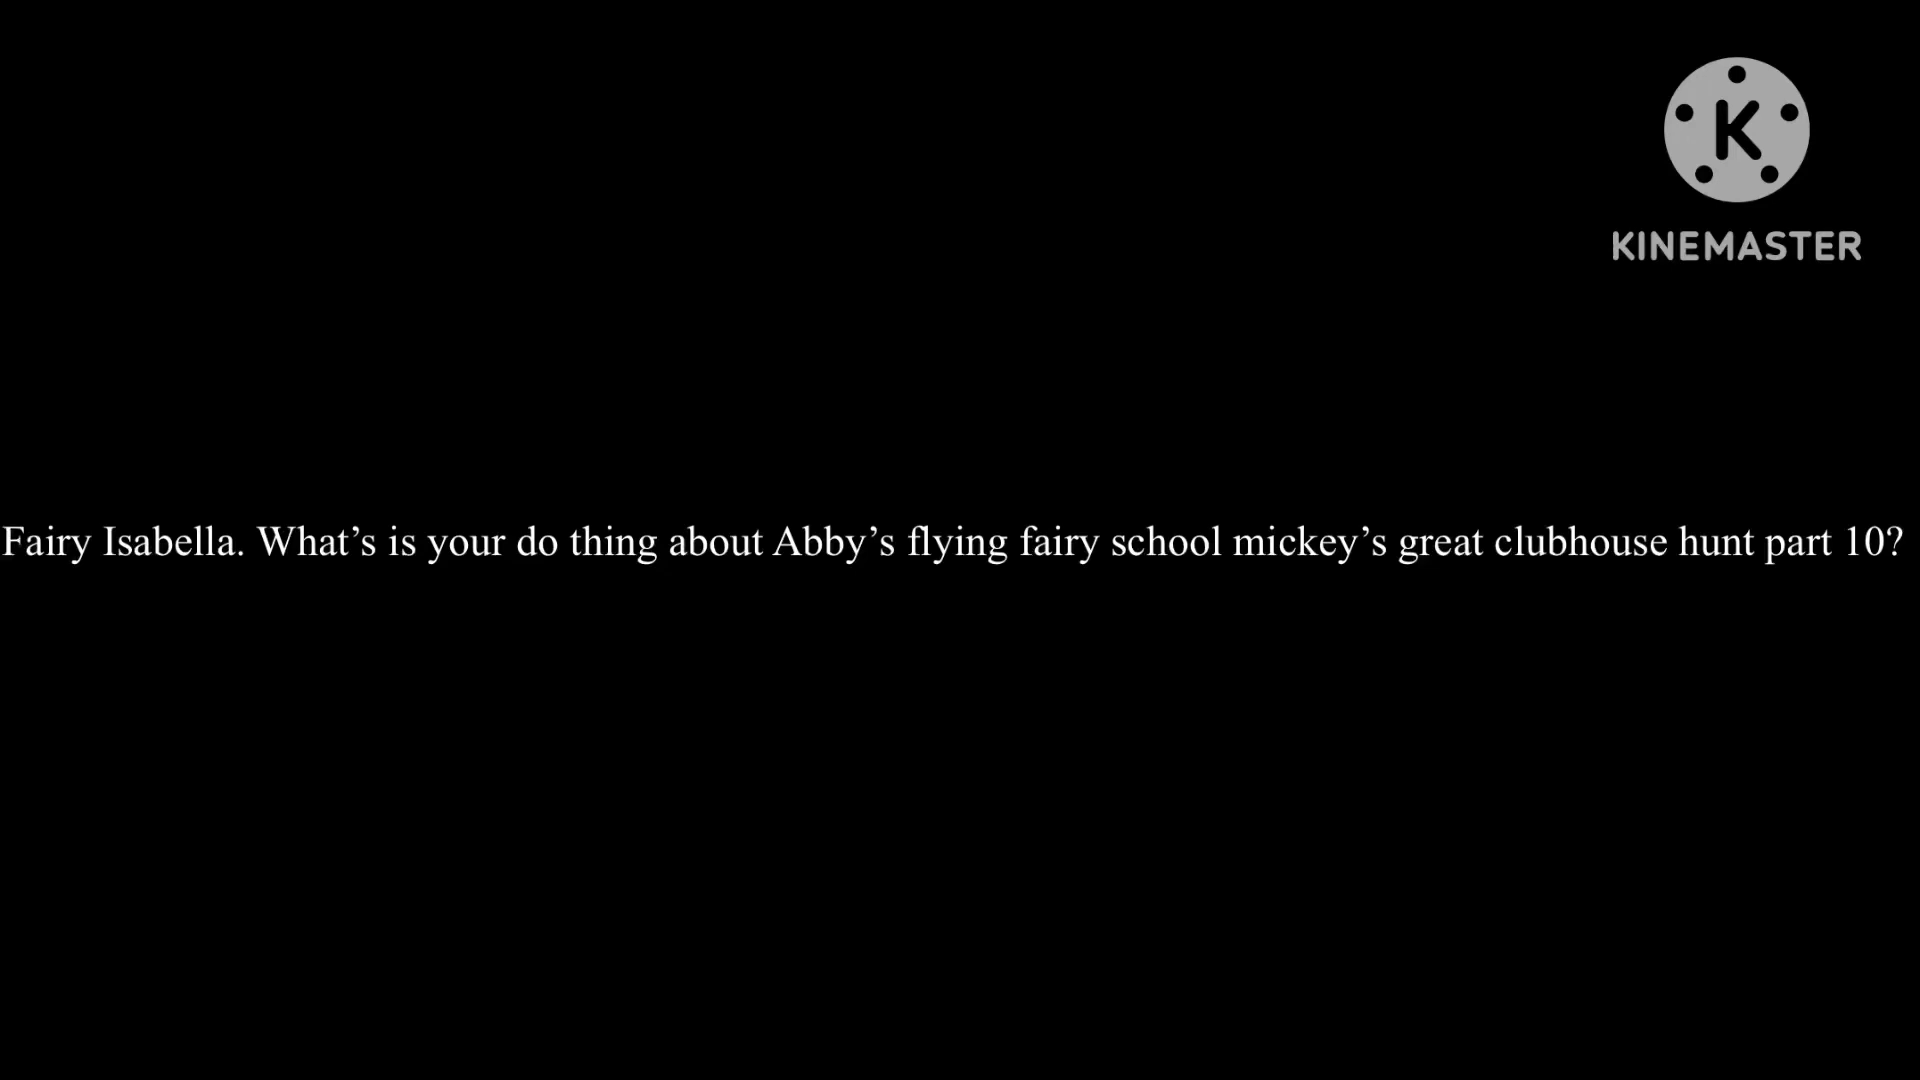 K
KINEMASTER
Fairy Isabella. What’s is your do thing about Abby’s flying fairy school mickey’s great clubhouse hunt part 10?